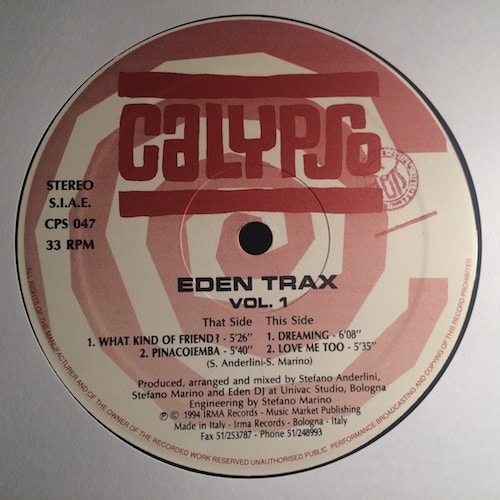 CALYPSO
STEREO
S.I.A.E.
CPS 047
33 RPM
EDEN TRAX
VOL. 1
That Side This Side
1. WHAT KIND OF FRIEND? - 5'26" 1. DREAMING - 6'08"
2. PINACOIEMBA - 5'40" 2. LOVE ME TOO - 5'35"
(S. Anderlini-S. Marino)
Produced, arranged and mixed by Stefano Anderlini,
Stefano Marino and Eden DJ at Univac Studio, Bologna
Engineering by Stefano Marino
℗ © 1994 IRMA Records - Music Market Publishing
Made in Italy - Irma Records - Bologna - Italy
Fax 51/253787 - Phone 51/248993
ALL RIGHTS OF THE MANUFACTURER AND OF THE OWNER OF THE RECORDED WORK RESERVED UNAUTHORISED PUBLIC PERFORMANCE BROADCASTING AND COPYING OF THIS RECORD PROHIBITED